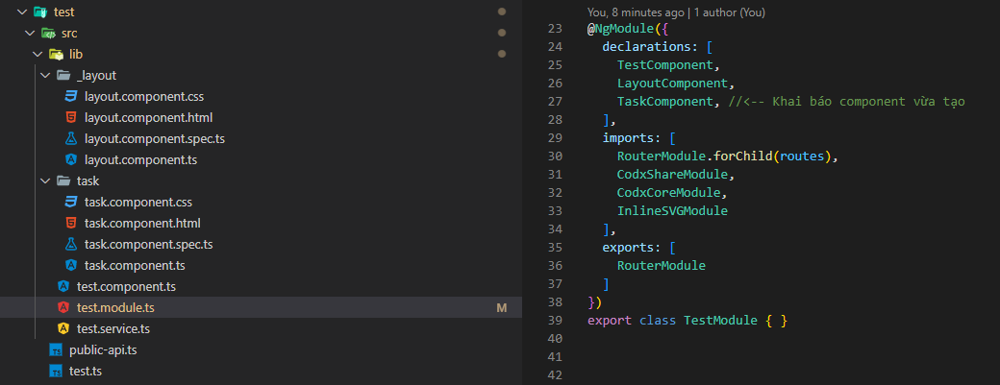 test
src
lib
_layout
layout.component.css
layout.component.html
layout.component.spec.ts
layout.component.ts
task
task.component.css
task.component.html
task.component.spec.ts
task.component.ts
test.component.ts
test.module.ts M
test.service.ts
public-api.ts
test.ts
You, 8 minutes ago | 1 author (You)
23 @NgModule({
24 declarations: [
25 TestComponent,
26 LayoutComponent,
27 TaskComponent, //<-- Khai báo component vừa tạo
28 ],
29 imports: [
30 RouterModule.forChild(routes),
31 CodxShareModule,
32 CodxCoreModule,
33 InlineSVGModule
34 ],
35 exports: [
36 RouterModule
37 ]
38 })
39 export class TestModule { }
40
41
42